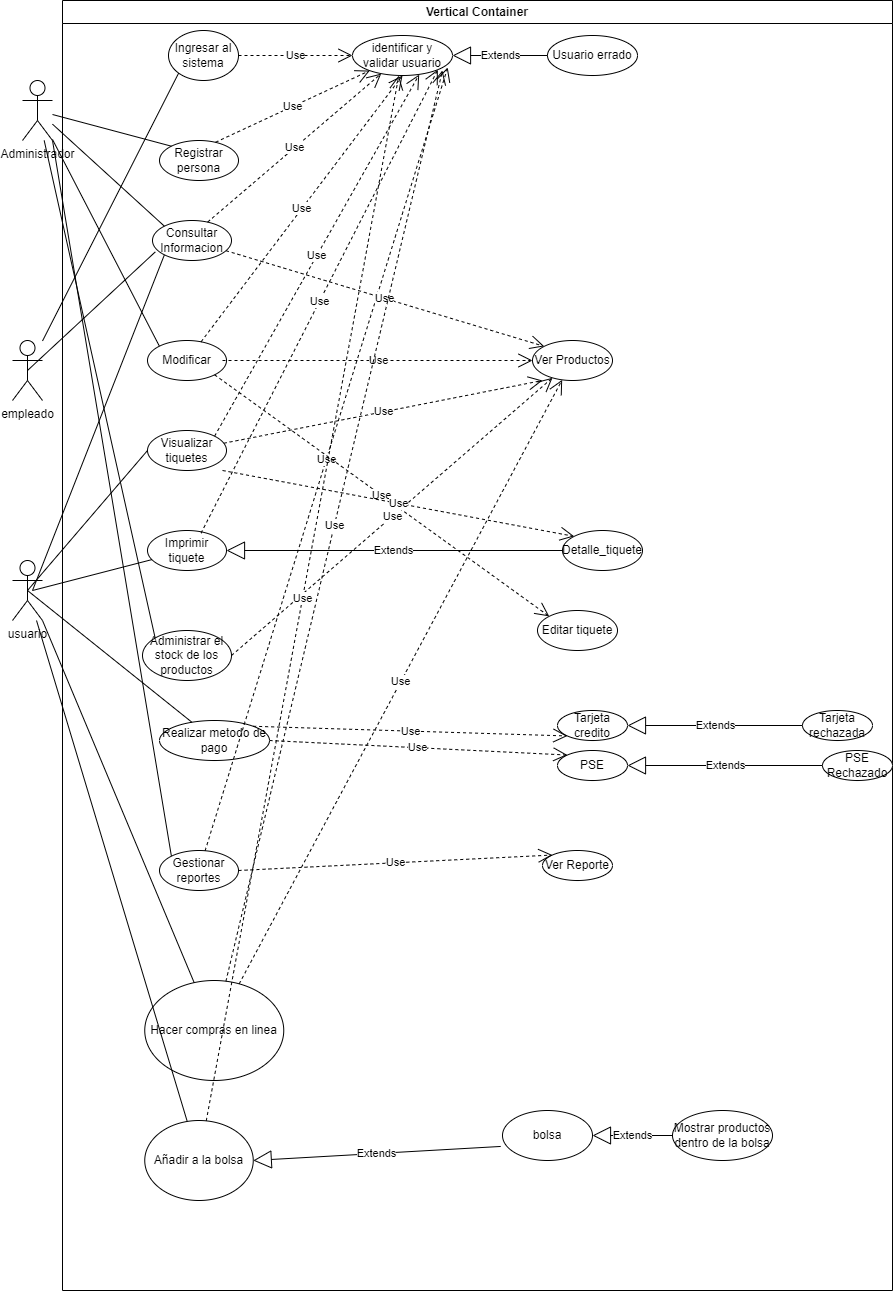 Vertical Container
Ingresar al
sistema
Use
identificar y
validar usuario
Extends
Usuario errado
Use
Administrador
Registrar
persona
Use
Use
Consultar
Informacion
Use
Use
Use
empleado
Modificar
Use
Ver Productos
Visualizar
tiquetes
Use
Use
Use
Use
Use
Use
Imprimir
tiquete
Extends
Detalle_tiquete
Use
usuario
Administrar el
stock de los
productos
Editar tiquete
Use
Realizar metodo de
pago
Use
Use
Tarjeta
credito
Extends
Tarjeta
rechazada
PSE
Extends
PSE
Rechazado
Gestionar
reportes
Use
Ver Reporte
Hacer compras en linea
Añadir a la bolsa
Extends
bolsa
Extends
Mostrar productos
dentro de la bolsa